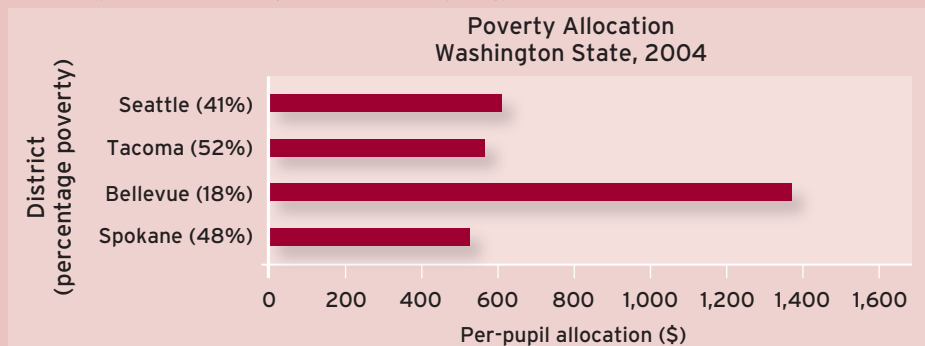 Poverty Allocation
Washington State, 2004
District
(percentage poverty)
Seattle (41%)
Tacoma (52%)
Bellevue (18%)
Spokane (48%)
0 200 400 600 800 1,000 1,200 1,400 1,600
Per-pupil allocation ($)